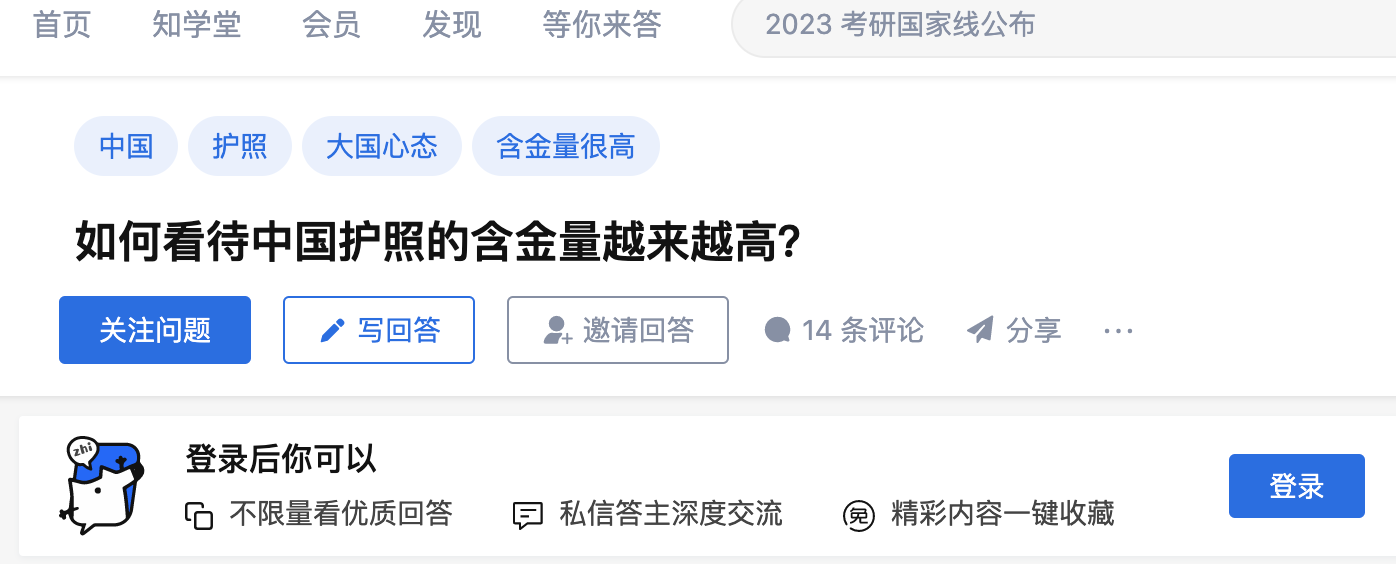 首页 知学堂 会员 发现 等你来答 2023 考研国家线公布
中国 护照 大国心态 含金量很高
如何看待中国护照的含金量越来越高?
关注问题 写回答 邀请回答 14 条评论 分享 ...
zhi
登录后你可以
不限量看优质回答 私信答主深度交流 免 精彩内容一键收藏
登录